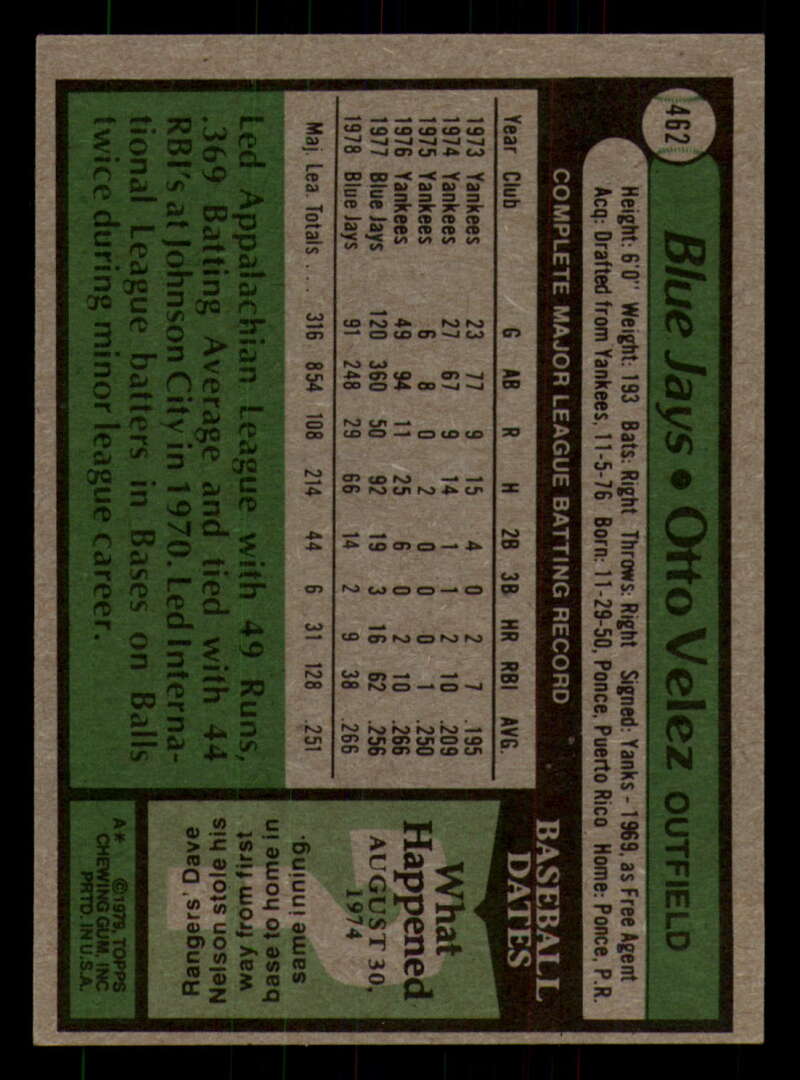 462
Blue Jays • Otto Velez OUTFIELD
Height: 6'0" Weight: 193 Bats: Right Throws: Right Signed: Yanks - 1969, as Free Agent
Acq: Drafted from Yankees, 11-5-76 Born: 11-29-50, Ponce, Puerto Rico Home: Ponce, P.R.
COMPLETE MAJOR LEAGUE BATTING RECORD
Year Club G AB R H 2B 3B HR RBI AVG.
1973 Yankees 23 77 9 15 4 0 2 7 .195
1974 Yankees 27 67 9 14 1 1 2 10 .209
1975 Yankees 6 8 0 2 0 0 0 1 .250
1976 Yankees 49 94 11 25 6 0 2 10 .266
1977 Blue Jays 120 360 50 92 19 3 16 62 .256
1978 Blue Jays 91 248 29 66 14 2 9 38 .266
Maj. Lea. Totals .... 316 854 108 214 44 6 31 128 .251
Led Appalachian League with 49 Runs,
.369 Batting Average and tied with 44
RBI's at Johnson City in 1970. Led Interna-
tional League batters in Bases on Balls
twice during minor league career.
BASEBALL
DATES
What
Happened
AUGUST 30,
1974
Rangers' Dave
Nelson stole his
way from first
base to home in
same inning.
A* ©1979, TOPPS
CHEWING GUM, INC
PRTD. IN U.S.A.